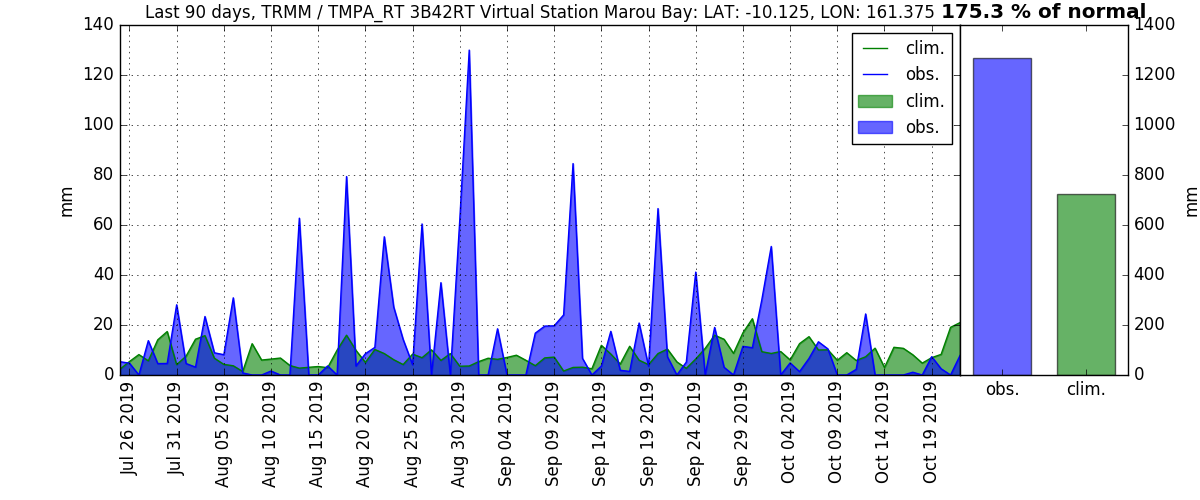 Last 90 days, TRMM / TMPA_RT 3B42RT Virtual Station Marou Bay: LAT: -10.125, LON: 161.375 175.3 % of normal
140
120
100
80
60
40
20
0
mm
clim.
obs.
clim.
obs.
Jul 26 2019
Jul 31 2019
Aug 05 2019
Aug 10 2019
Aug 15 2019
Aug 20 2019
Aug 25 2019
Aug 30 2019
Sep 04 2019
Sep 09 2019
Sep 14 2019
Sep 19 2019
Sep 24 2019
Sep 29 2019
Oct 04 2019
Oct 09 2019
Oct 14 2019
Oct 19 2019
1400
1200
1000
800
600
400
200
0
mm
obs.
clim.